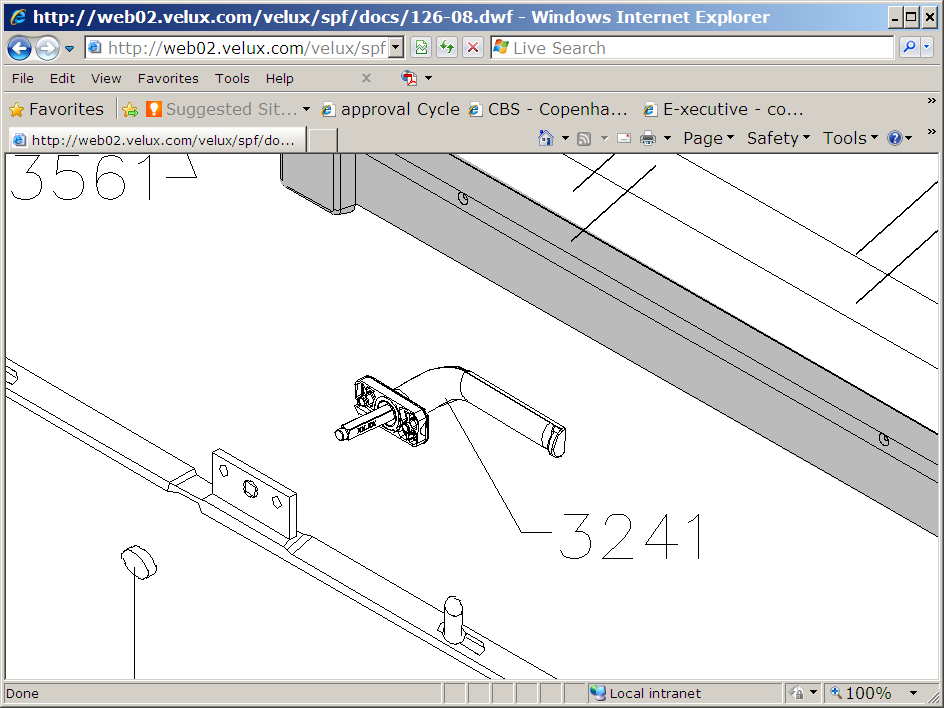 http://web02.velux.com/velux/spf/docs/126-08.dwf - Windows Internet Explorer
http://web02.velux.com/velux/spf Live Search
File Edit View Favorites Tools Help x
Favorites Suggested Sit... approval Cycle CBS - Copenha... E-xecutive - co... »
http://web02.velux.com/velux/spf/do... Page Safety Tools »
3561
3241
Done Local intranet 100%